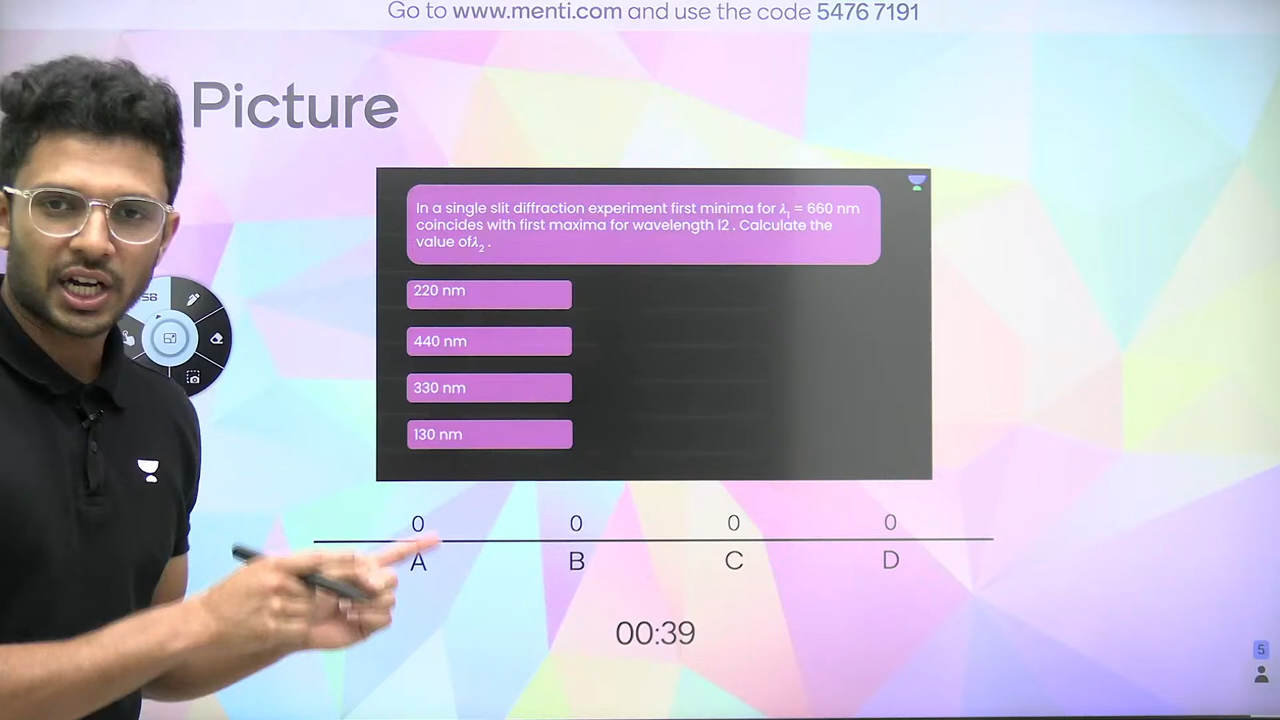 Go to www.menti.com and use the code 5476 7191
Picture
In a single slit diffraction experiment first minima for λ₁ = 660 nm
coincides with first maxima for wavelength l2 . Calculate the
value ofλ₂ .
220 nm
440 nm
330 nm
130 nm
56
0 0 0 0
A B C D
00:39
5